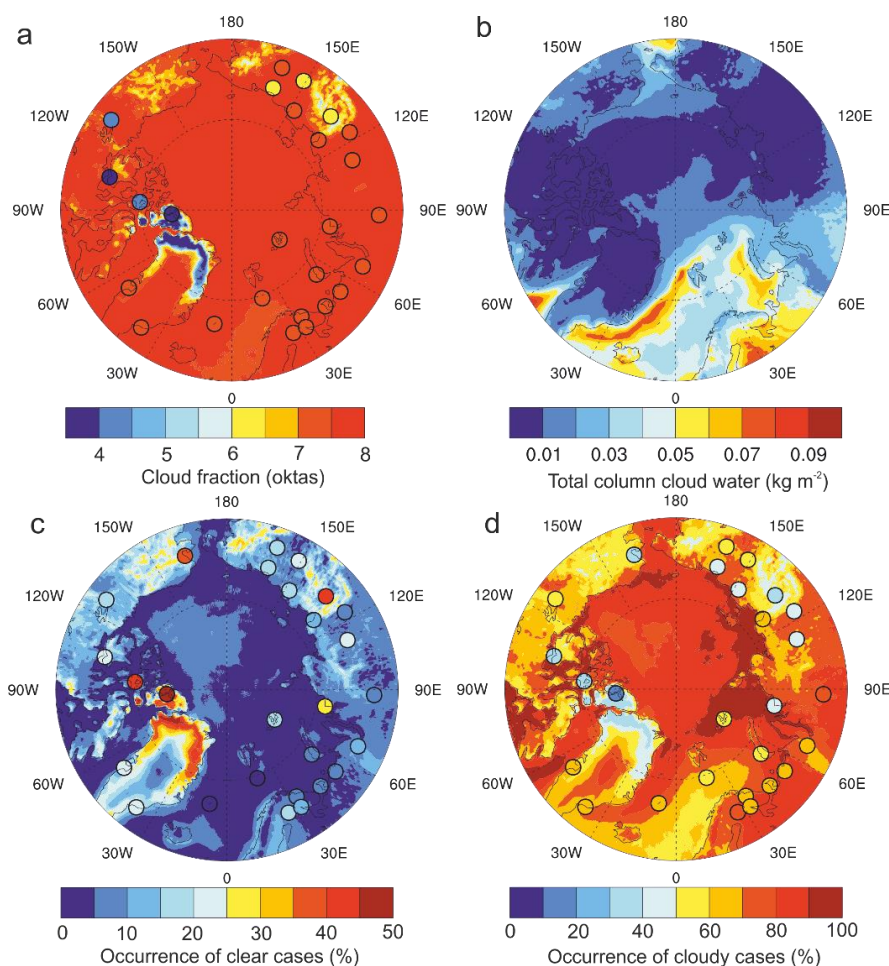 a
180
150W
150E
120W
120E
90W
90E
60W
60E
30W
30E
0
4 5 6 7 8
Cloud fraction (oktas)
b
180
150W
150E
120W
120E
90W
90E
60W
60E
30W
30E
0
0.01 0.03 0.05 0.07 0.09
Total column cloud water (kg m⁻²)
c
180
150W
150E
120W
120E
90W
90E
60W
60E
30W
30E
0
0 10 20 30 40 50
Occurrence of clear cases (%)
d
180
150W
150E
120W
120E
90W
90E
60W
60E
30W
30E
0
0 20 40 60 80 100
Occurrence of cloudy cases (%)